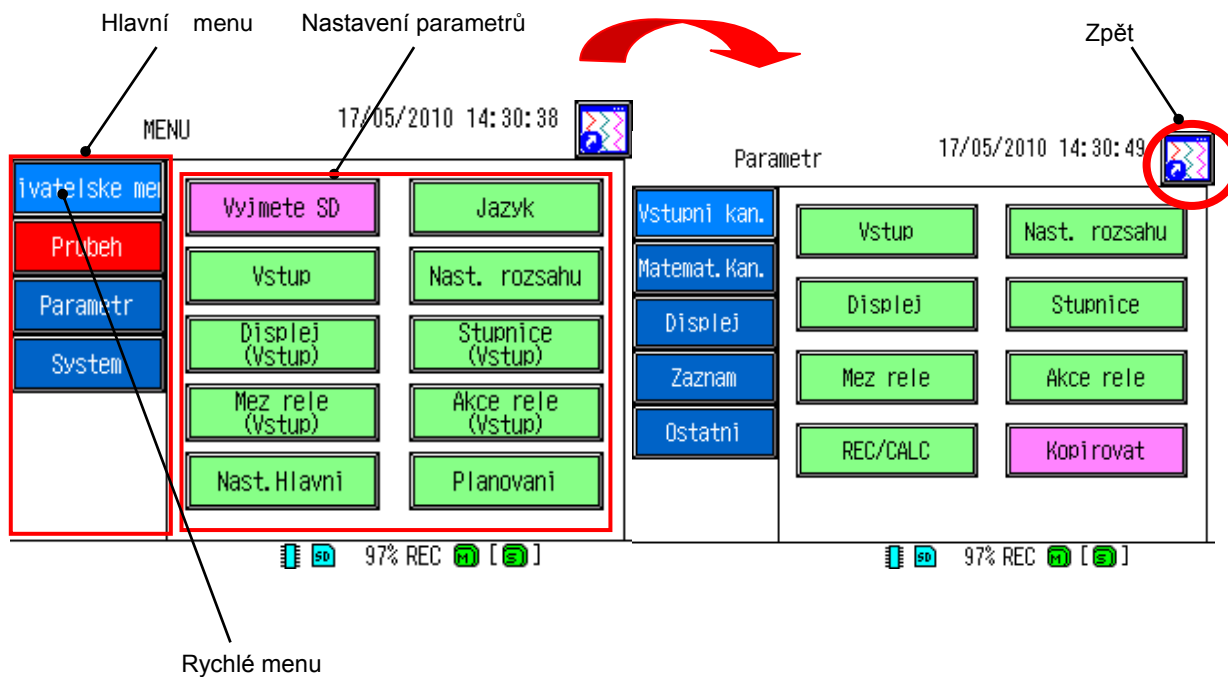 Hlavní menu
Nastavení parametrů
Zpět
MENU
17/05/2010 14:30:38
ivatelske me
Prubeh
Parametr
System
Vyjmete SD
Jazyk
Vstup
Nast. rozsahu
Displej
(Vstup)
Stupnice
(Vstup)
Mez rele
(Vstup)
Akce rele
(Vstup)
Nast.Hlavni
Planovani
SD
97% REC M [S]
Parametr
17/05/2010 14:30:49
Vstupni kan.
Matemat.Kan.
Displej
Zaznam
Ostatni
Vstup
Nast. rozsahu
Displej
Stupnice
Mez rele
Akce rele
REC/CALC
Kopirovat
SD
97% REC M [S]
Rychlé menu